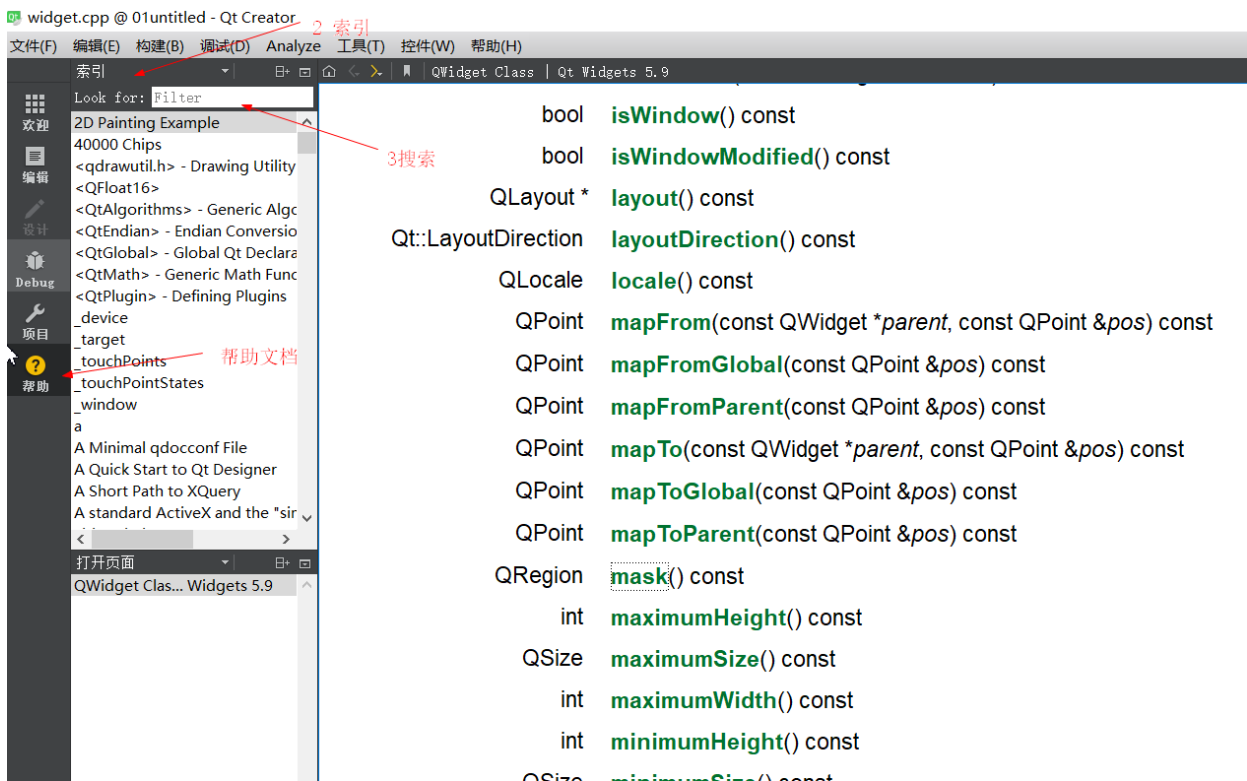 widget.cpp @ 01untitled - Qt Creator
2 索引
文件(F) 编辑(E) 构建(B) 调试(D) Analyze 工具(T) 控件(W) 帮助(H)
索引
QWidget Class | Qt Widgets 5.9
Look for: Filter
欢迎
编辑
设计
Debug
项目
帮助
2D Painting Example
40000 Chips
<qdrawutil.h> - Drawing Utility
<QFloat16>
<QtAlgorithms> - Generic Algc
<QtEndian> - Endian Conversio
<QtGlobal> - Global Qt Declara
<QtMath> - Generic Math Func
<QtPlugin> - Defining Plugins
_device
_target
_touchPoints
_touchPointStates
_window
a
A Minimal qdocconf File
A Quick Start to Qt Designer
A Short Path to XQuery
A standard ActiveX and the "sir
3搜索
帮助文档
打开页面
QWidget Clas... Widgets 5.9
bool isWindow() const
bool isWindowModified() const
QLayout * layout() const
Qt::LayoutDirection layoutDirection() const
QLocale locale() const
QPoint mapFrom(const QWidget *parent, const QPoint &pos) const
QPoint mapFromGlobal(const QPoint &pos) const
QPoint mapFromParent(const QPoint &pos) const
QPoint mapTo(const QWidget *parent, const QPoint &pos) const
QPoint mapToGlobal(const QPoint &pos) const
QPoint mapToParent(const QPoint &pos) const
QRegion mask() const
int maximumHeight() const
QSize maximumSize() const
int maximumWidth() const
int minimumHeight() const
QSize minimumSize() const